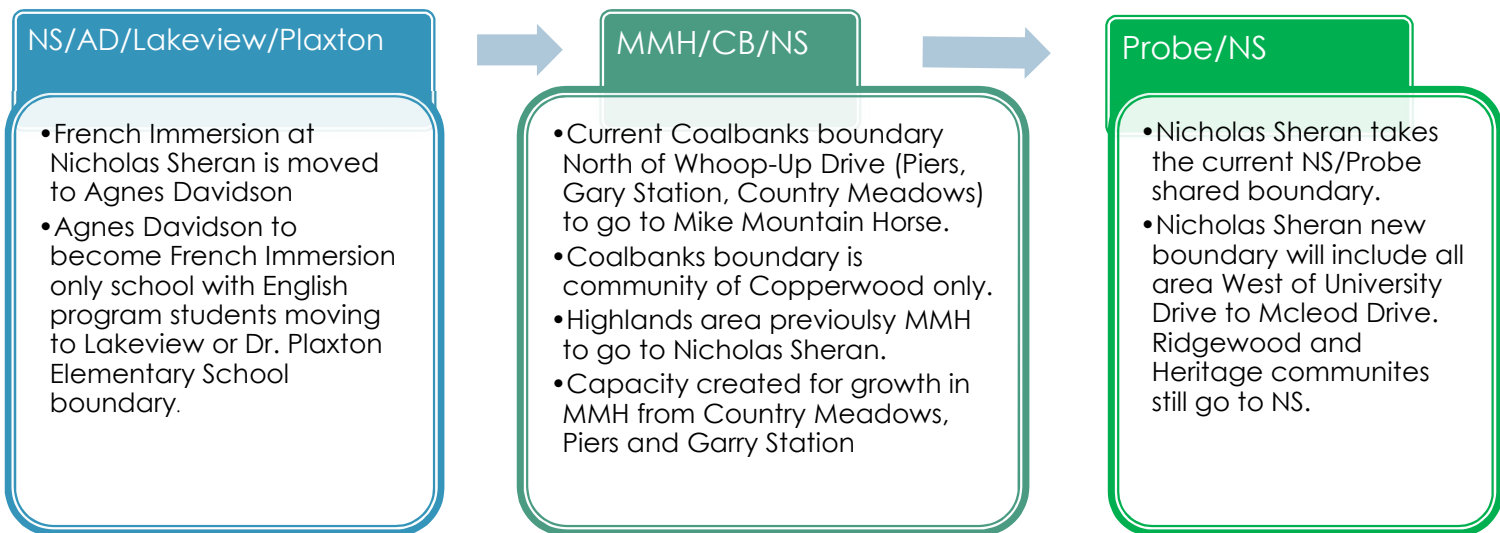 NS/AD/Lakeview/Plaxton
•French Immersion at
Nicholas Sheran is moved
to Agnes Davidson
•Agnes Davidson to
become French Immersion
only school with English
program students moving
to Lakeview or Dr. Plaxton
Elementary School
boundary.
MMH/CB/NS
•Current Coalbanks boundary
North of Whoop-Up Drive (Piers,
Gary Station, Country Meadows)
to go to Mike Mountain Horse.
•Coalbanks boundary is
community of Copperwood only.
•Highlands area previoulsy MMH
to go to Nicholas Sheran.
•Capacity created for growth in
MMH from Country Meadows,
Piers and Garry Station
Probe/NS
•Nicholas Sheran takes
the current NS/Probe
shared boundary.
•Nicholas Sheran new
boundary will include all
area West of University
Drive to Mcleod Drive.
Ridgewood and
Heritage communites
still go to NS.